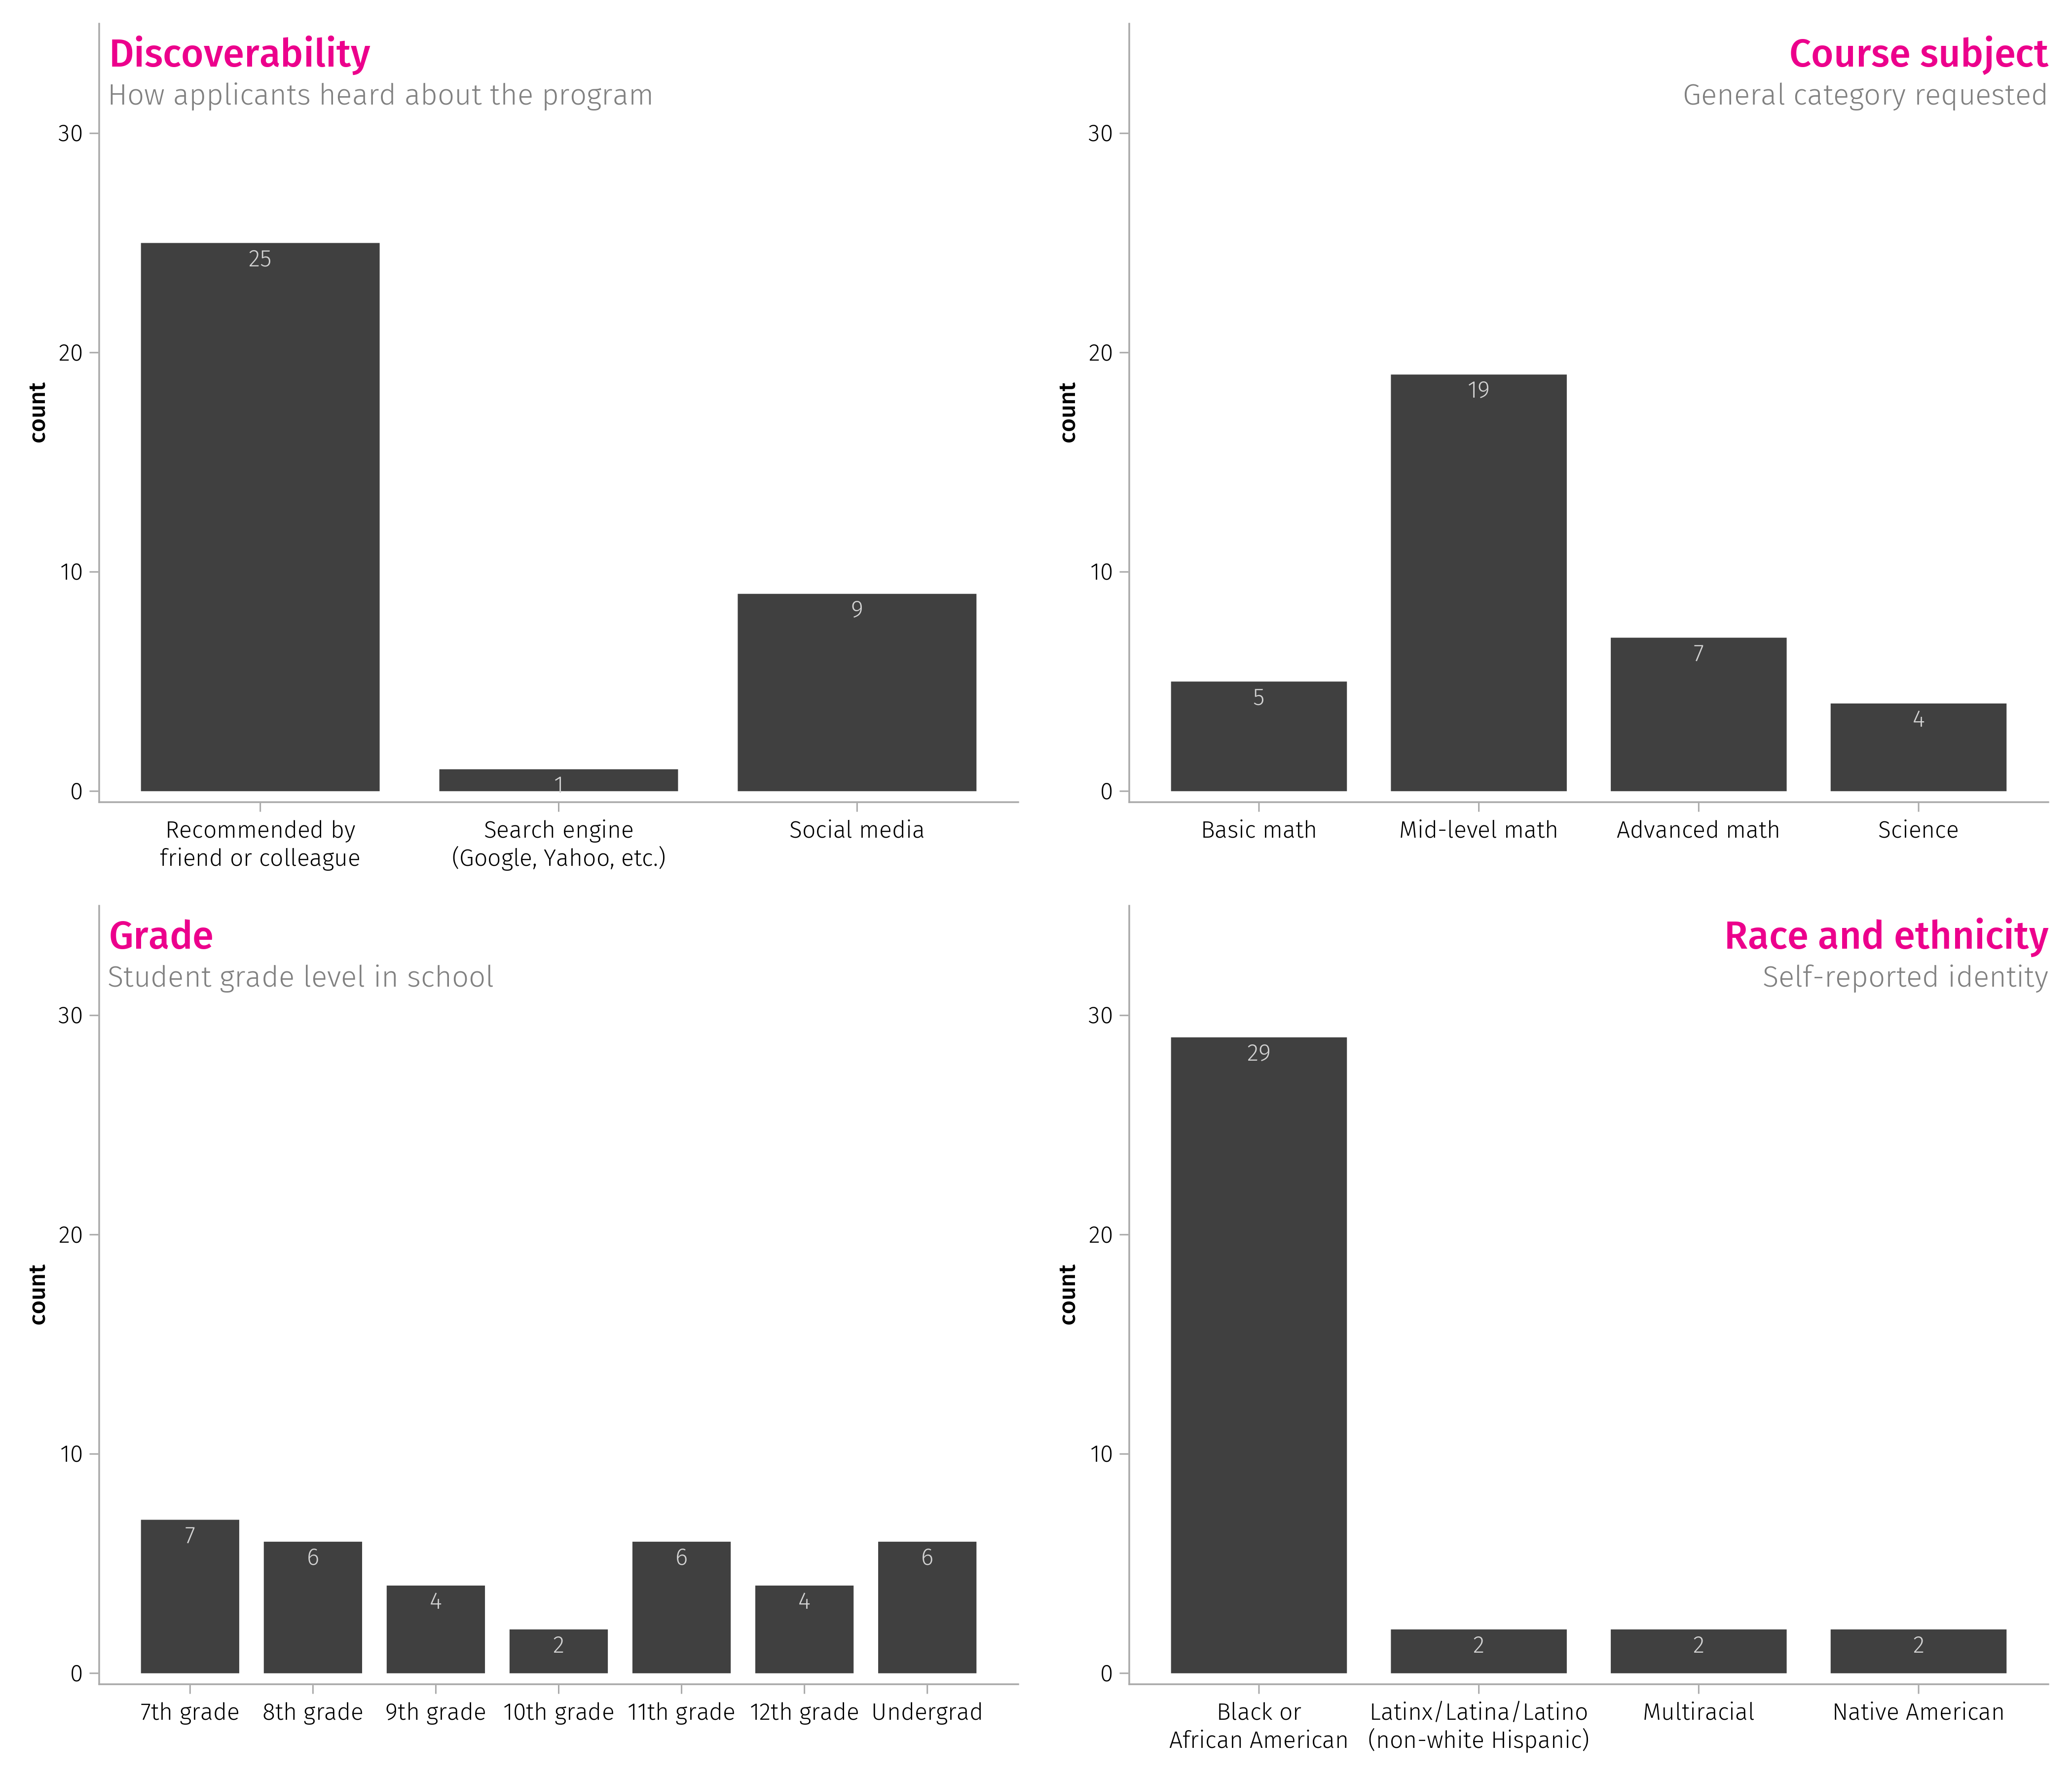 Discoverability
How applicants heard about the program
count
30
20
10
0
25
1
9
Recommended by
friend or colleague
Search engine
(Google, Yahoo, etc.)
Social media
Course subject
General category requested
count
30
20
10
0
5
19
7
4
Basic math
Mid-level math
Advanced math
Science
Grade
Student grade level in school
count
30
20
10
0
7
6
4
2
6
4
6
7th grade
8th grade
9th grade
10th grade
11th grade
12th grade
Undergrad
Race and ethnicity
Self-reported identity
count
30
20
10
0
29
2
2
2
Black or
African American
Latinx/Latina/Latino
(non-white Hispanic)
Multiracial
Native American